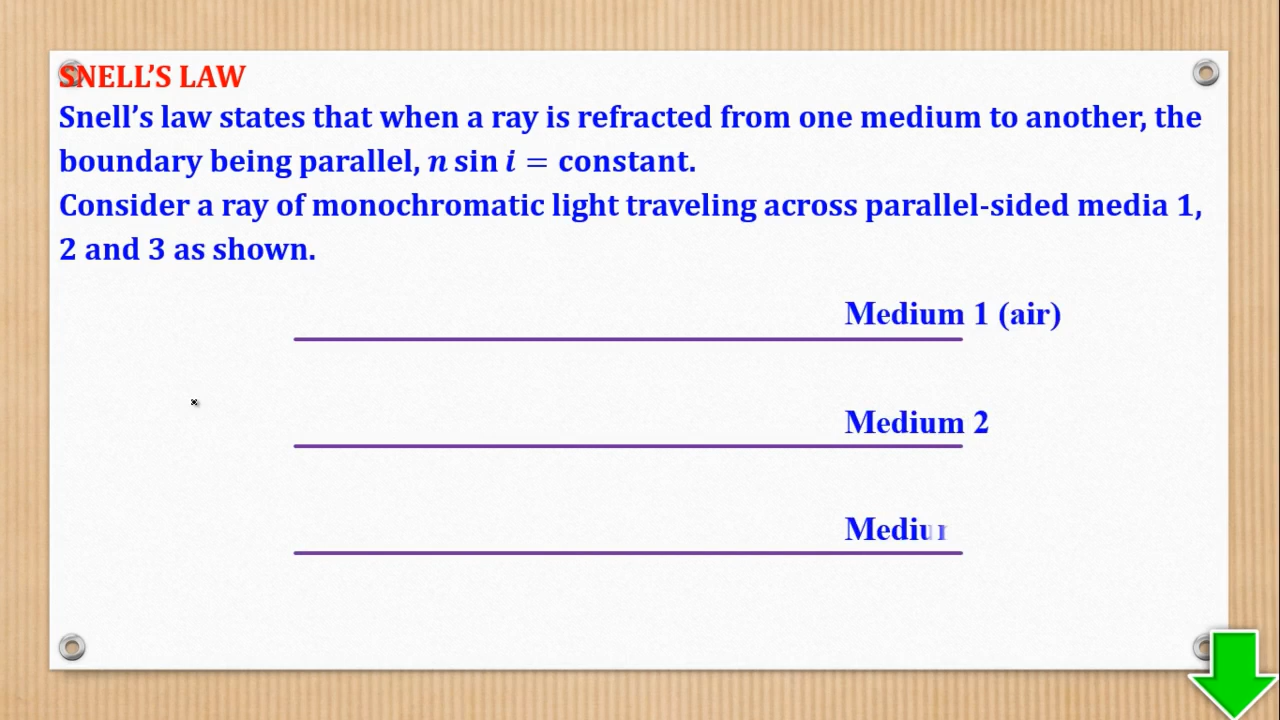 SNELL'S LAW
Snell's law states that when a ray is refracted from one medium to another, the
boundary being parallel, n sin i = constant.
Consider a ray of monochromatic light traveling across parallel-sided media 1,
2 and 3 as shown.
Medium 1 (air)
Medium 2